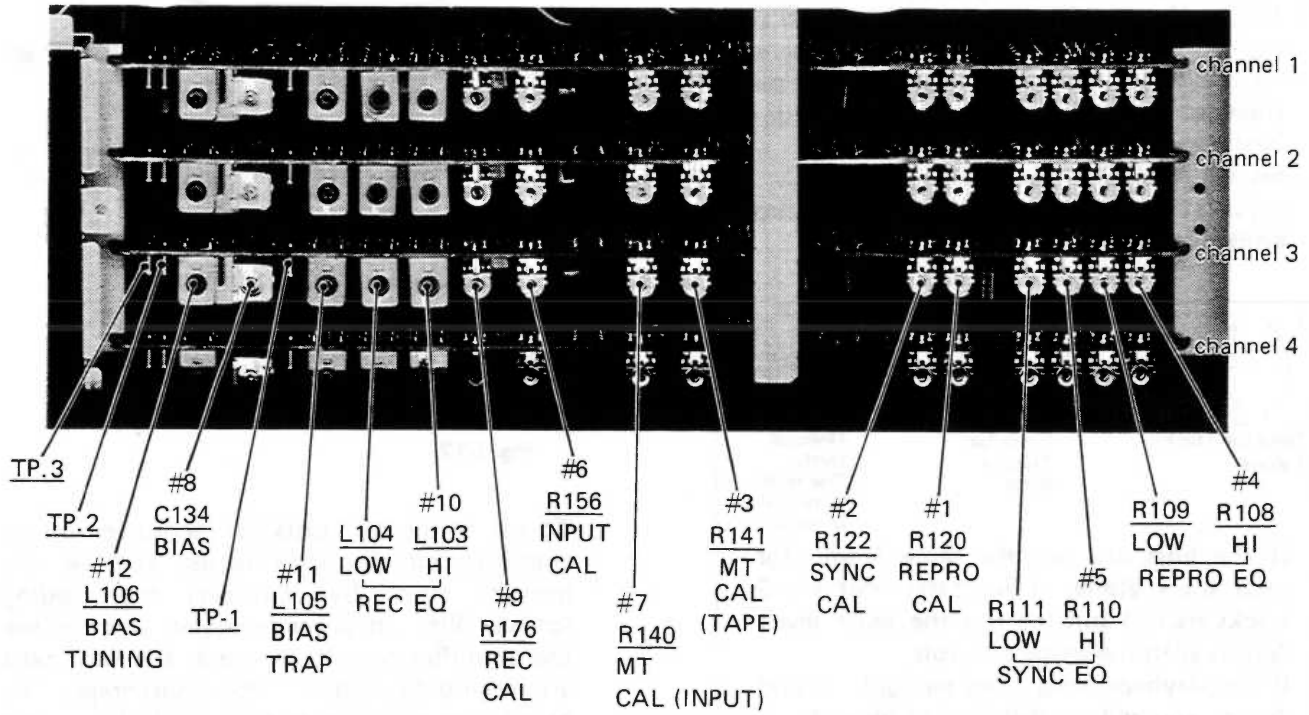 channel 1
channel 2
channel 3
channel 4
TP.3
TP.2
#12
L106
BIAS
TUNING
#8
C134
BIAS
TP-1
#11
L105
BIAS
TRAP
#10
L104 L103
LOW HI
REC EQ
#9
R176
REC
CAL
#6
R156
INPUT
CAL
#7
R140
MT
CAL (INPUT)
#3
R141
MT
CAL
(TAPE)
#2
R122
SYNC
CAL
#1
R120
REPRO
CAL
#5
R111 R110
LOW HI
SYNC EQ
#4
R109 R108
LOW HI
REPRO EQ